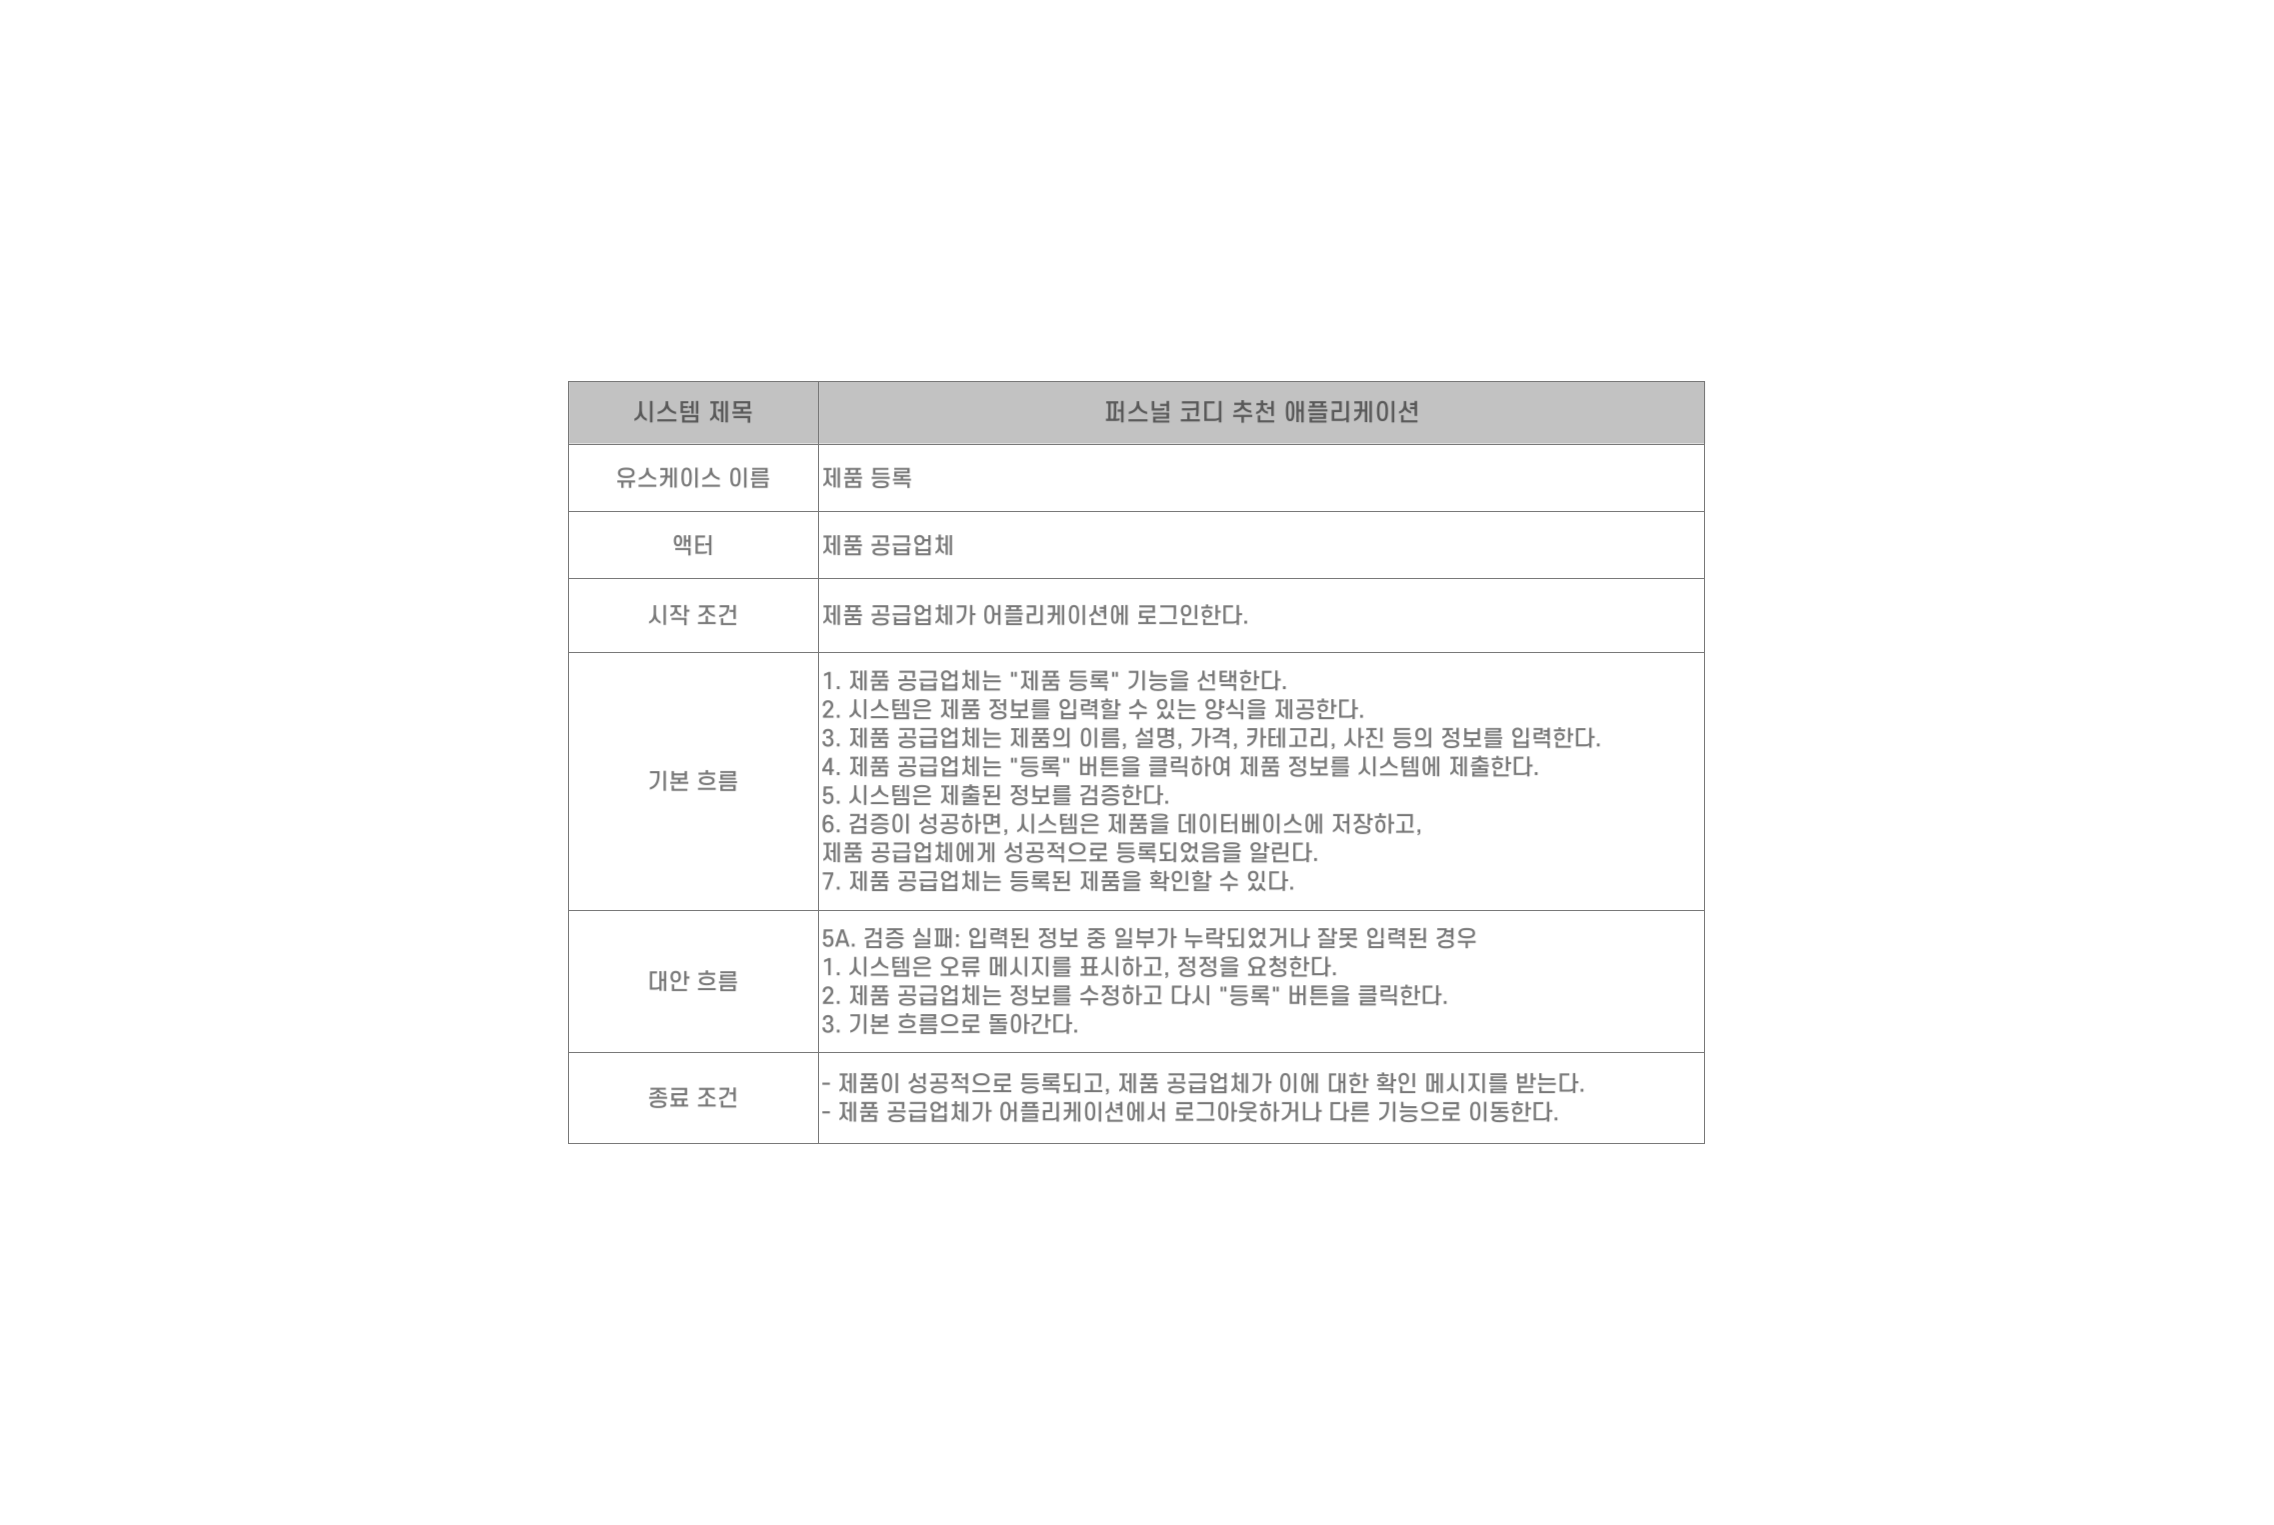 시스템 제목
퍼스널 코디 추천 애플리케이션
유스케이스 이름
제품 등록
액터
제품 공급업체
시작 조건
제품 공급업체가 어플리케이션에 로그인한다.
기본 흐름
1. 제품 공급업체는 "제품 등록" 기능을 선택한다.
2. 시스템은 제품 정보를 입력할 수 있는 양식을 제공한다.
3. 제품 공급업체는 제품의 이름, 설명, 가격, 카테고리, 사진 등의 정보를 입력한다.
4. 제품 공급업체는 "등록" 버튼을 클릭하여 제품 정보를 시스템에 제출한다.
5. 시스템은 제출된 정보를 검증한다.
6. 검증이 성공하면, 시스템은 제품을 데이터베이스에 저장하고,
제품 공급업체에게 성공적으로 등록되었음을 알린다.
7. 제품 공급업체는 등록된 제품을 확인할 수 있다.
대안 흐름
5A. 검증 실패: 입력된 정보 중 일부가 누락되었거나 잘못 입력된 경우
1. 시스템은 오류 메시지를 표시하고, 정정을 요청한다.
2. 제품 공급업체는 정보를 수정하고 다시 "등록" 버튼을 클릭한다.
3. 기본 흐름으로 돌아간다.
종료 조건
- 제품이 성공적으로 등록되고, 제품 공급업체가 이에 대한 확인 메시지를 받는다.
- 제품 공급업체가 어플리케이션에서 로그아웃하거나 다른 기능으로 이동한다.